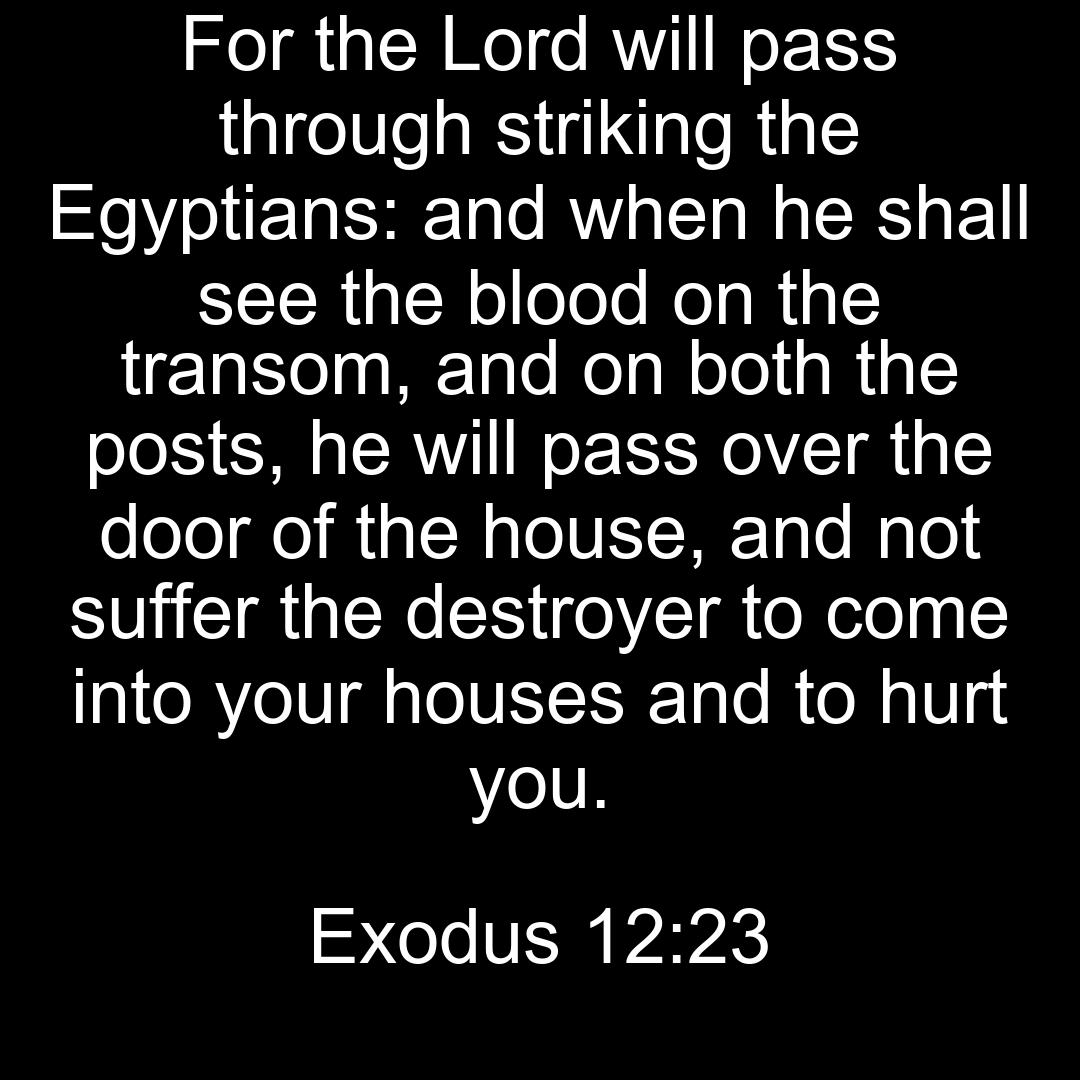 For the Lord will pass
through striking the
Egyptians: and when he shall
see the blood on the
transom, and on both the
posts, he will pass over the
door of the house, and not
suffer the destroyer to come
into your houses and to hurt
you.
Exodus 12:23